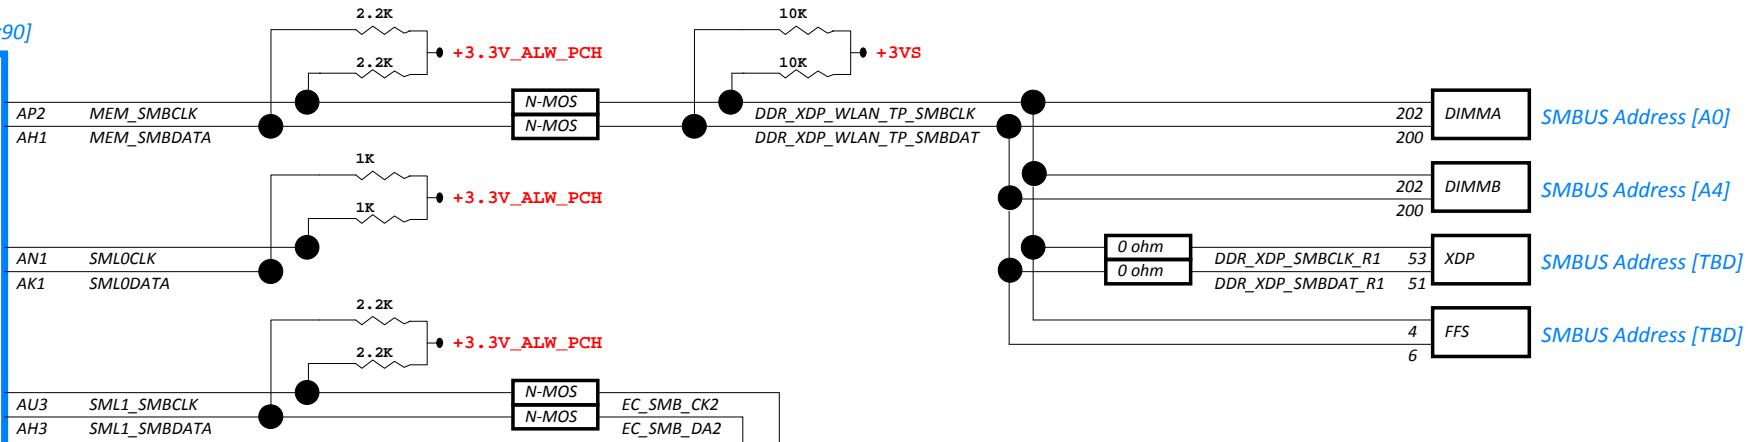 90]
2.2K
2.2K
+3.3V_ALW_PCH
10K
10K
+3VS
AP2 MEM_SMBCLK
AH1 MEM_SMBDATA
N-MOS
N-MOS
DDR_XDP_WLAN_TP_SMBCLK
DDR_XDP_WLAN_TP_SMBDAT
202
200
DIMMA
SMBUS Address [A0]
1K
1K
+3.3V_ALW_PCH
202
200
DIMMB
SMBUS Address [A4]
AN1 SML0CLK
AK1 SML0DATA
0 ohm
0 ohm
DDR_XDP_SMBCLK_R1 53
DDR_XDP_SMBDAT_R1 51
XDP
SMBUS Address [TBD]
2.2K
2.2K
+3.3V_ALW_PCH
4
6
FFS
SMBUS Address [TBD]
AU3 SML1_SMBCLK
AH3 SML1_SMBDATA
N-MOS
N-MOS
EC_SMB_CK2
EC_SMB_DA2